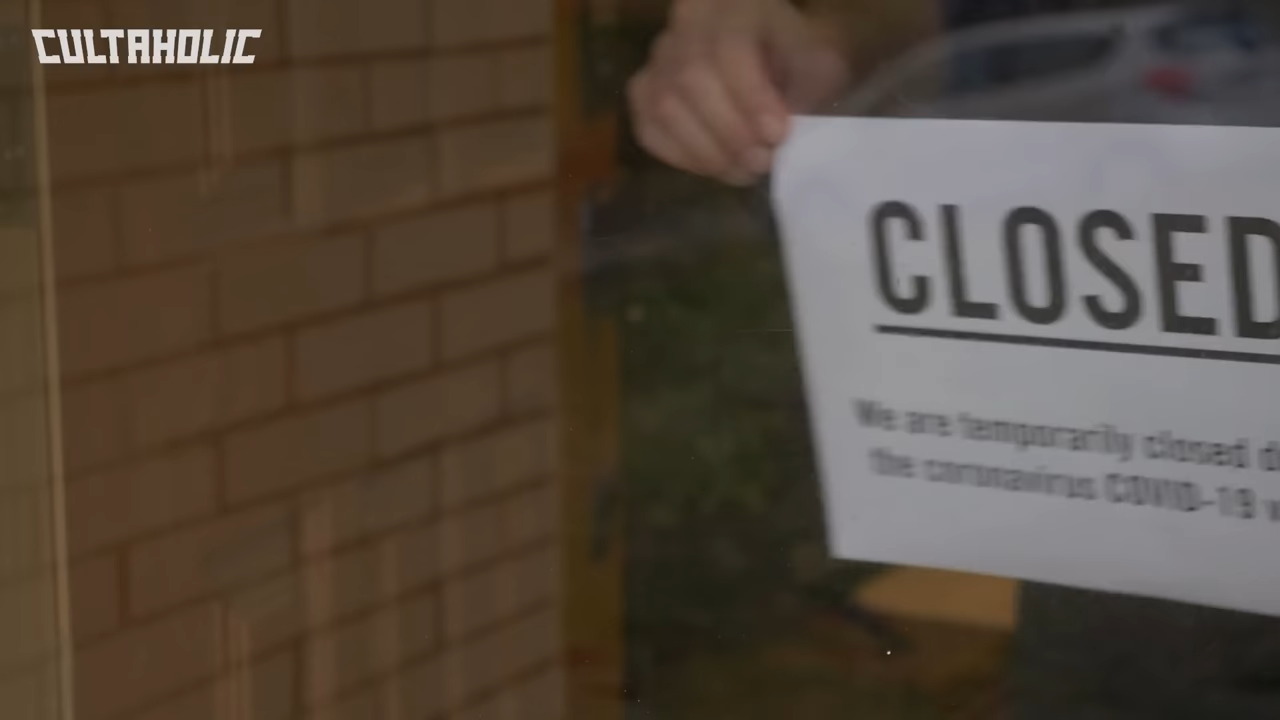 CULTAHOLIC
CLOSED
We are temporarily closed
the coronavirus COVID-19